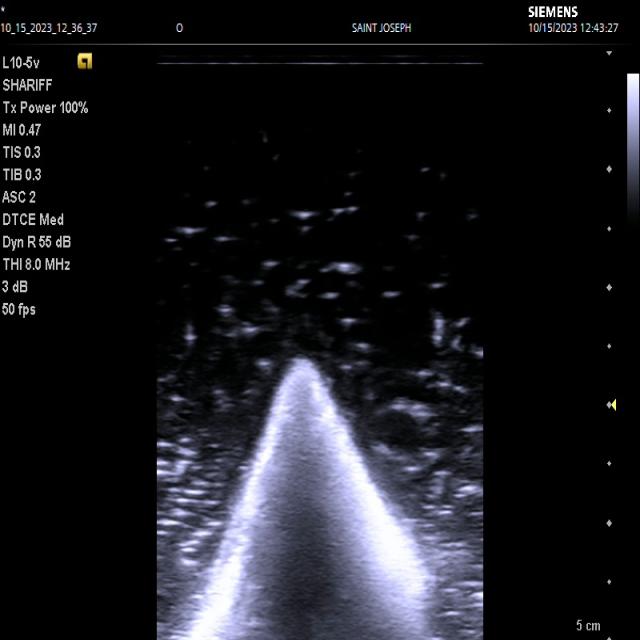 *
SIEMENS
10_15_2023_12_36_37 O SAINT JOSEPH 10/15/2023 12:43:27
L10-5v
SHARIFF
Tx Power 100%
MI 0.47
TIS 0.3
TIB 0.3
ASC 2
DTCE Med
Dyn R 55 dB
THI 8.0 MHz
3 dB
50 fps
5 cm